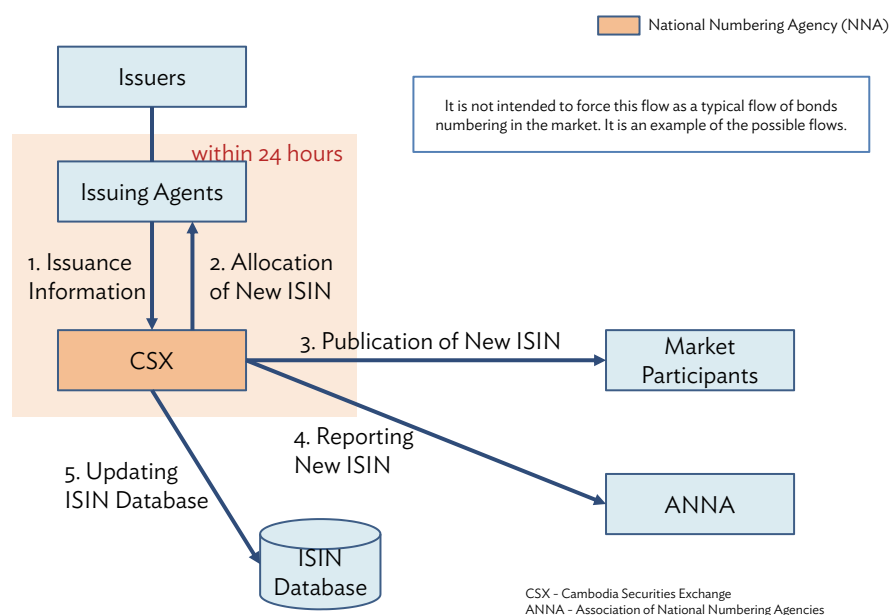 National Numbering Agency (NNA)
Issuers
It is not intended to force this flow as a typical flow of bonds
numbering in the market. It is an example of the possible flows.
within 24 hours
Issuing Agents
1. Issuance
Information
2. Allocation
of New ISIN
CSX
3. Publication of New ISIN
Market
Participants
4. Reporting
New ISIN
5. Updating
ISIN Database
ANNA
ISIN
Database
CSX - Cambodia Securities Exchange
ANNA - Association of National Numbering Agencies